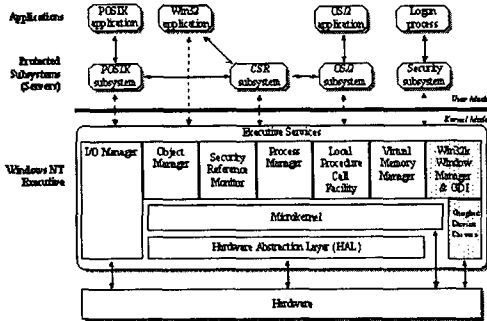 Applications
POSIX
application
Win32
application
OS/2
application
Logon
process
Protected
Subsystems
(Servers)
POSIX
subsystem
CSR
subsystem
OS/2
subsystem
Security
subsystem
User Mode
Kernel Mode
Executive Services
Windows NT
Executive
I/O Manager
Object
Manager
Security
Reference
Monitor
Process
Manager
Local
Procedure
Call
Facility
Virtual
Memory
Manager
Win32k
Window
Manager
& GDI
Microkernel
Graphics
Device
Drivers
Hardware Abstraction Layer (HAL)
Hardware